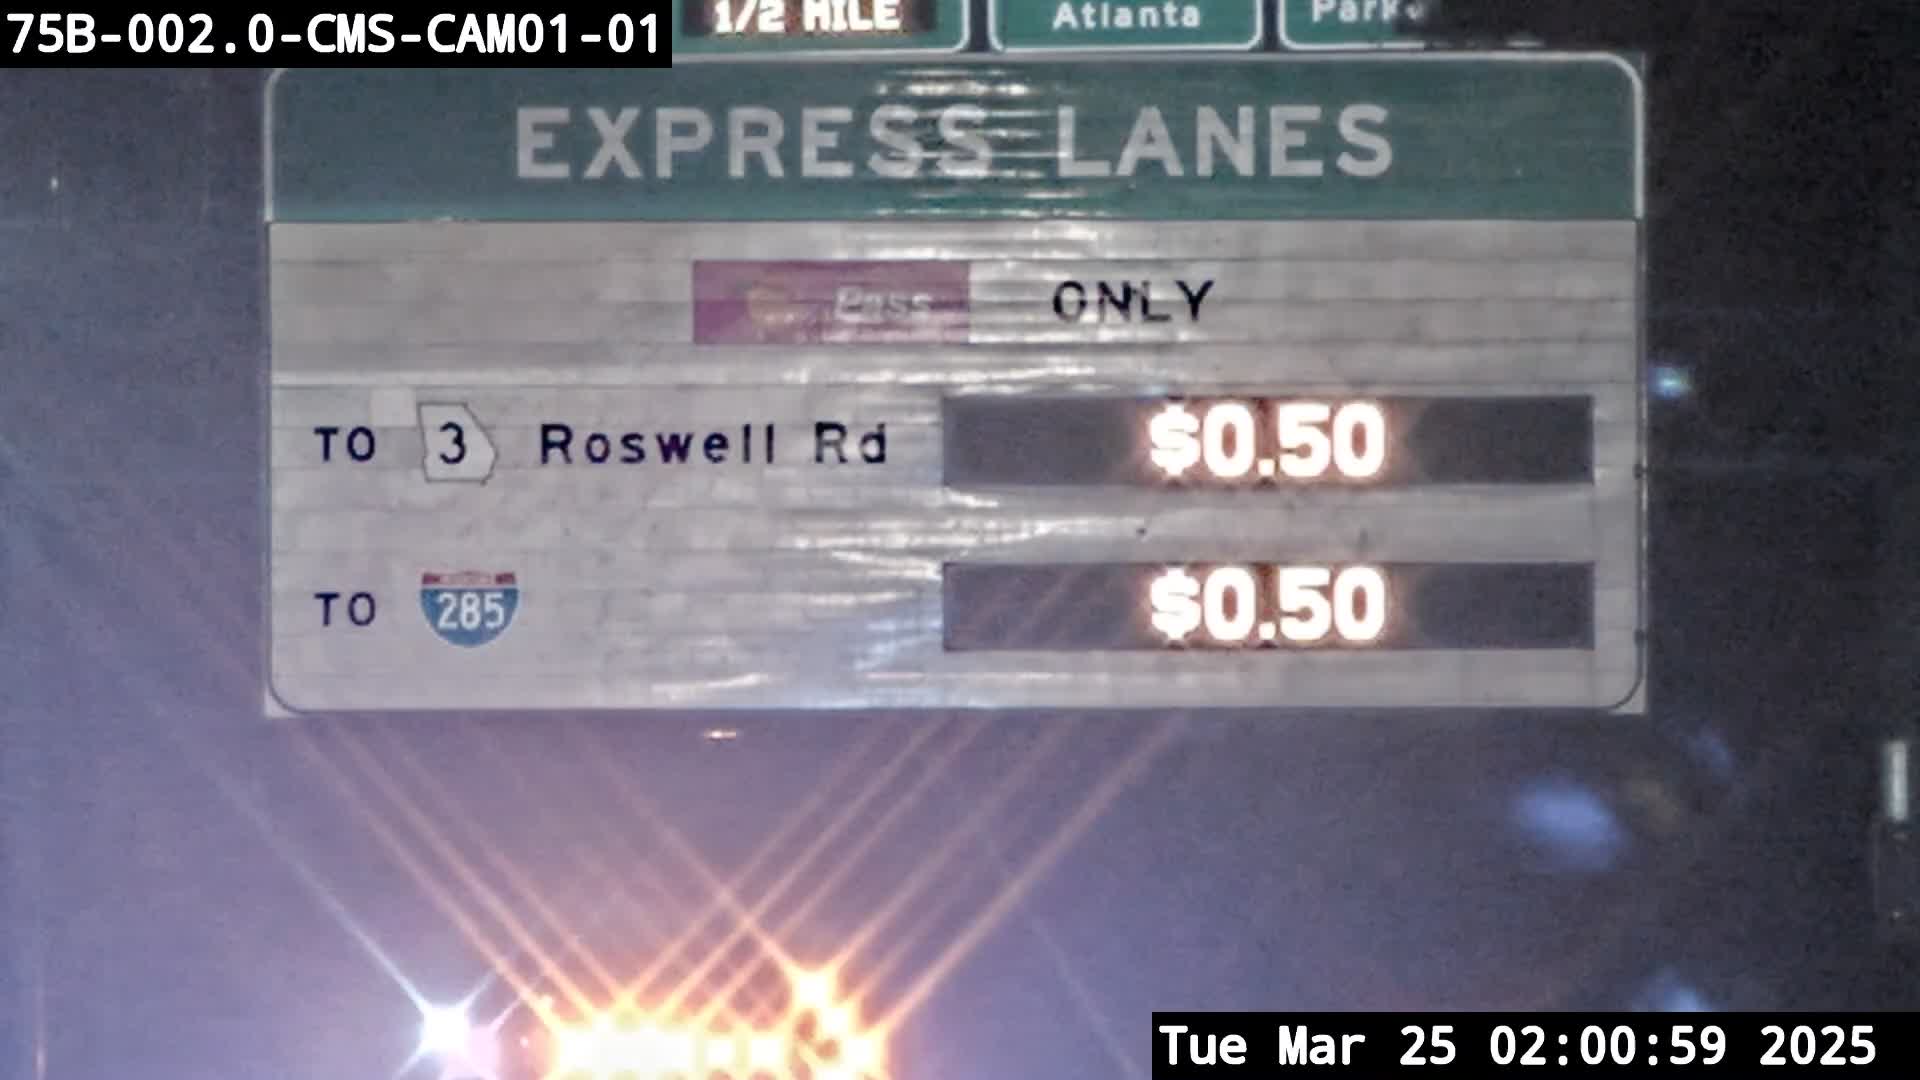 75B-002.0-CMS-CAM01-01
1/2 MILE
Atlanta
EXPRESS LANES
Pass ONLY
TO 3 Roswell Rd $0.50
TO 285 $0.50
Tue Mar 25 02:00:59 2025